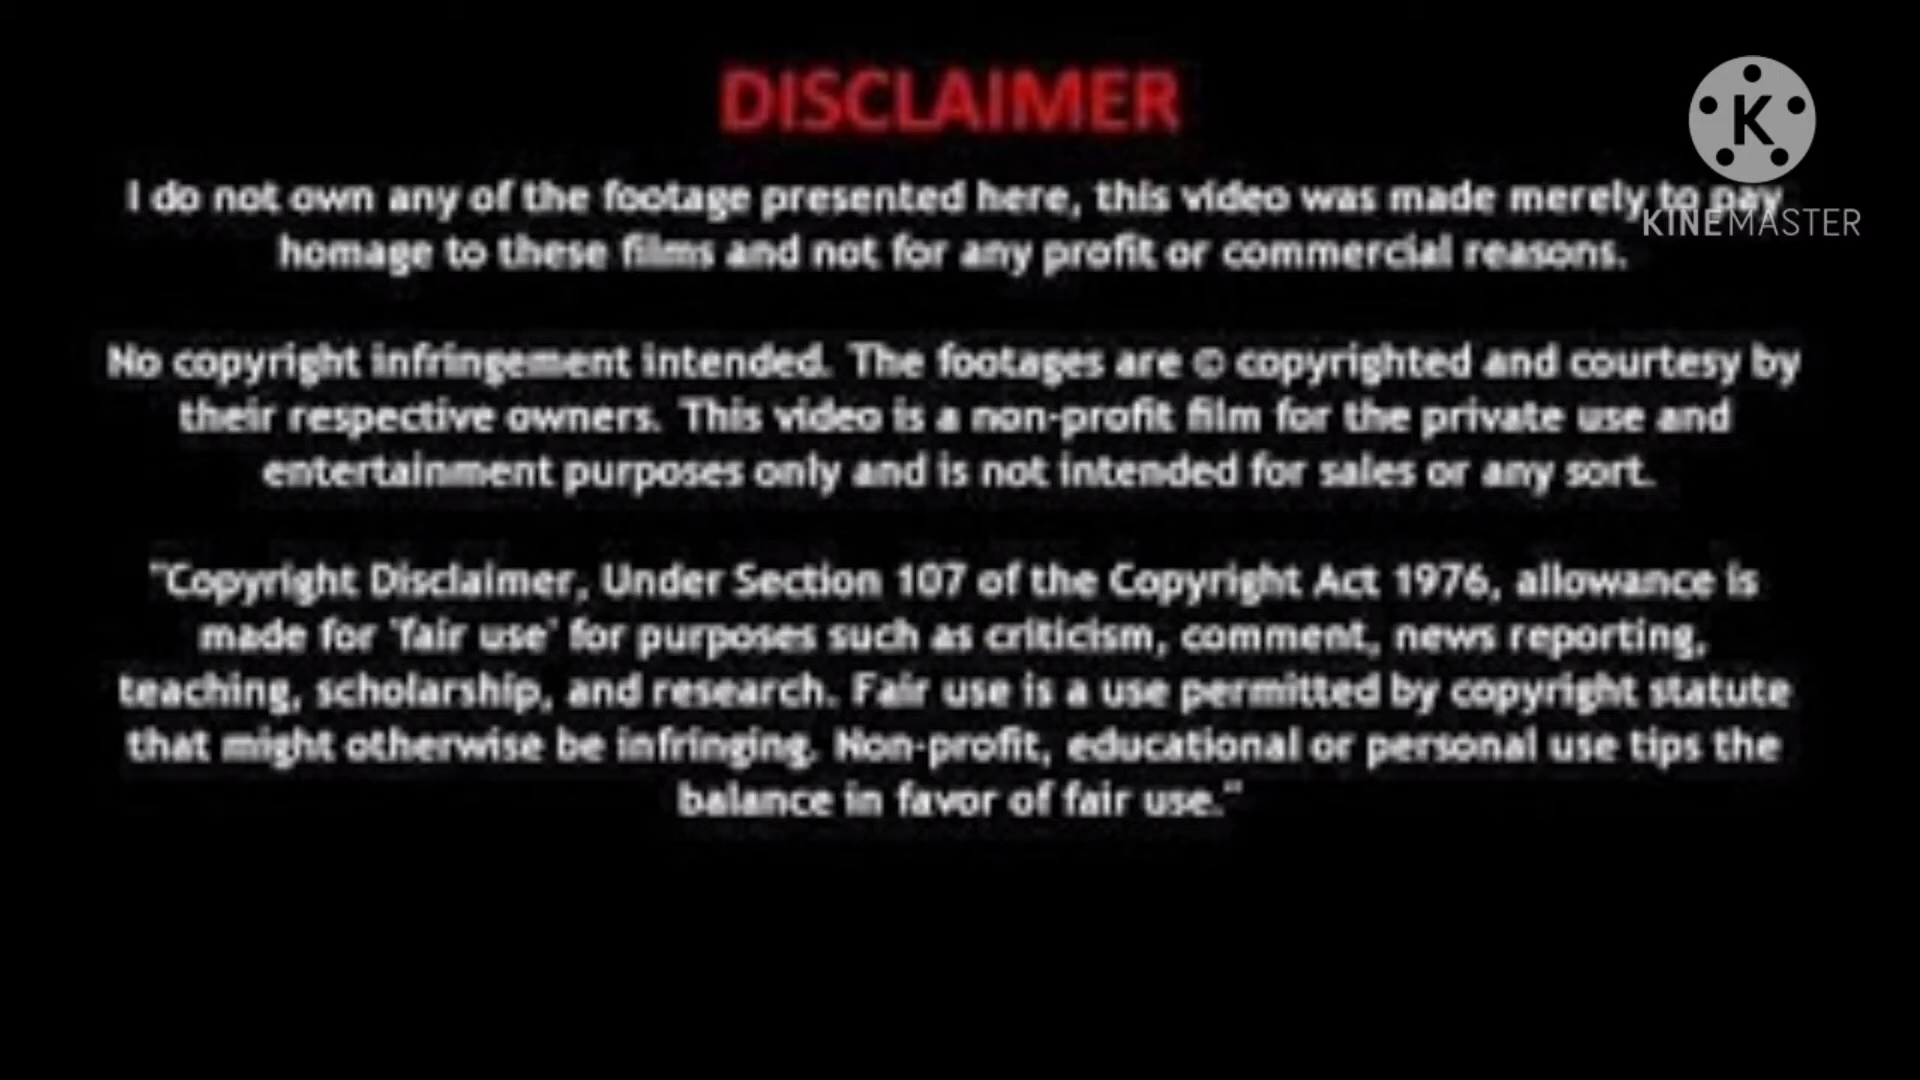 DISCLAIMER
I do not own any of the footage presented here, this video was made merely to pay
homage to these films and not for any profit or commercial reasons.
No copyright infringement intended. The footages are © copyrighted and courtesy by
their respective owners. This video is a non-profit film for the private use and
entertainment purposes only and is not intended for sales or any sort.
"Copyright Disclaimer, Under Section 107 of the Copyright Act 1976, allowance is
made for 'fair use' for purposes such as criticism, comment, news reporting,
teaching, scholarship, and research. Fair use is a use permitted by copyright statute
that might otherwise be infringing. Non-profit, educational or personal use tips the
balance in favor of fair use."
K
KINEMASTER